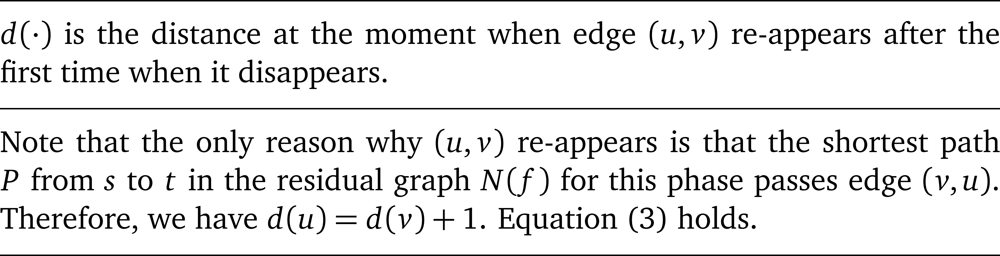 d(·) is the distance at the moment when edge (u, v) re-appears after the
first time when it disappears.
Note that the only reason why (u, v) re-appears is that the shortest path
P from s to t in the residual graph N(f) for this phase passes edge (v, u).
Therefore, we have d(u) = d(v) + 1. Equation (3) holds.